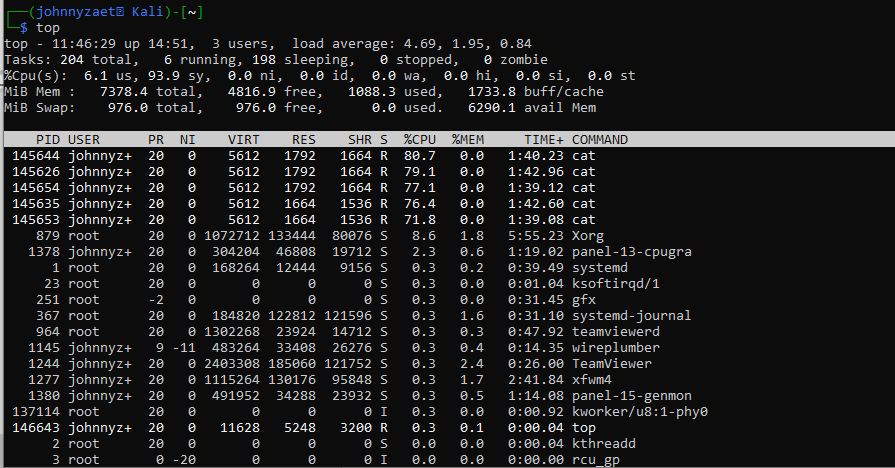 ┌──(johnnyzaet㉿ Kali)-[~]
└─$ top
top - 11:46:29 up 14:51,  3 users,  load average: 4.69, 1.95, 0.84
Tasks: 204 total,   6 running, 198 sleeping,   0 stopped,   0 zombie
%Cpu(s):  6.1 us, 93.9 sy,  0.0 ni,  0.0 id,  0.0 wa,  0.0 hi,  0.0 si,  0.0 st
MiB Mem :   7378.4 total,   4816.9 free,   1088.3 used,   1733.8 buff/cache
MiB Swap:    976.0 total,    976.0 free,      0.0 used.   6290.1 avail Mem
PID USER      PR  NI    VIRT    RES    SHR S  %CPU  %MEM     TIME+ COMMAND
145644 johnnyz+  20   0    5612   1792   1664 R  80.7   0.0   1:40.23 cat
145626 johnnyz+  20   0    5612   1792   1664 R  79.1   0.0   1:42.96 cat
145654 johnnyz+  20   0    5612   1792   1664 R  77.1   0.0   1:39.12 cat
145635 johnnyz+  20   0    5612   1664   1536 R  76.4   0.0   1:42.60 cat
145653 johnnyz+  20   0    5612   1664   1536 R  71.8   0.0   1:39.08 cat
879 root      20   0 1072712 133444  80076 S   8.6   1.8   5:55.23 Xorg
1378 johnnyz+  20   0  304204  46808  19712 S   2.3   0.6   1:19.02 panel-13-cpugra
1 root      20   0  168264  12444   9156 S   0.3   0.2   0:39.49 systemd
23 root      20   0       0      0      0 S   0.3   0.0   0:01.04 ksoftirqd/1
251 root      -2   0       0      0      0 S   0.3   0.0   0:31.45 gfx
367 root      20   0  184820 122812 121596 S   0.3   1.6   0:31.10 systemd-journal
964 root      20   0 1302268  23924  14712 S   0.3   0.3   0:47.92 teamviewerd
1145 johnnyz+   9 -11  483264  33408  26276 S   0.3   0.4   0:14.35 wireplumber
1244 johnnyz+  20   0 2403308 185060 121752 S   0.3   2.4   0:26.00 TeamViewer
1277 johnnyz+  20   0 1115264 130176  95848 S   0.3   1.7   2:41.84 xfwm4
1380 johnnyz+  20   0  491952  34288  23932 S   0.3   0.5   1:14.08 panel-15-genmon
137114 root      20   0       0      0      0 I   0.3   0.0   0:00.92 kworker/u8:1-phy0
146643 johnnyz+  20   0   11628   5248   3200 R   0.3   0.1   0:00.04 top
2 root      20   0       0      0      0 S   0.0   0.0   0:00.04 kthreadd
3 root       0 -20       0      0      0 I   0.0   0.0   0:00.00 rcu_gp